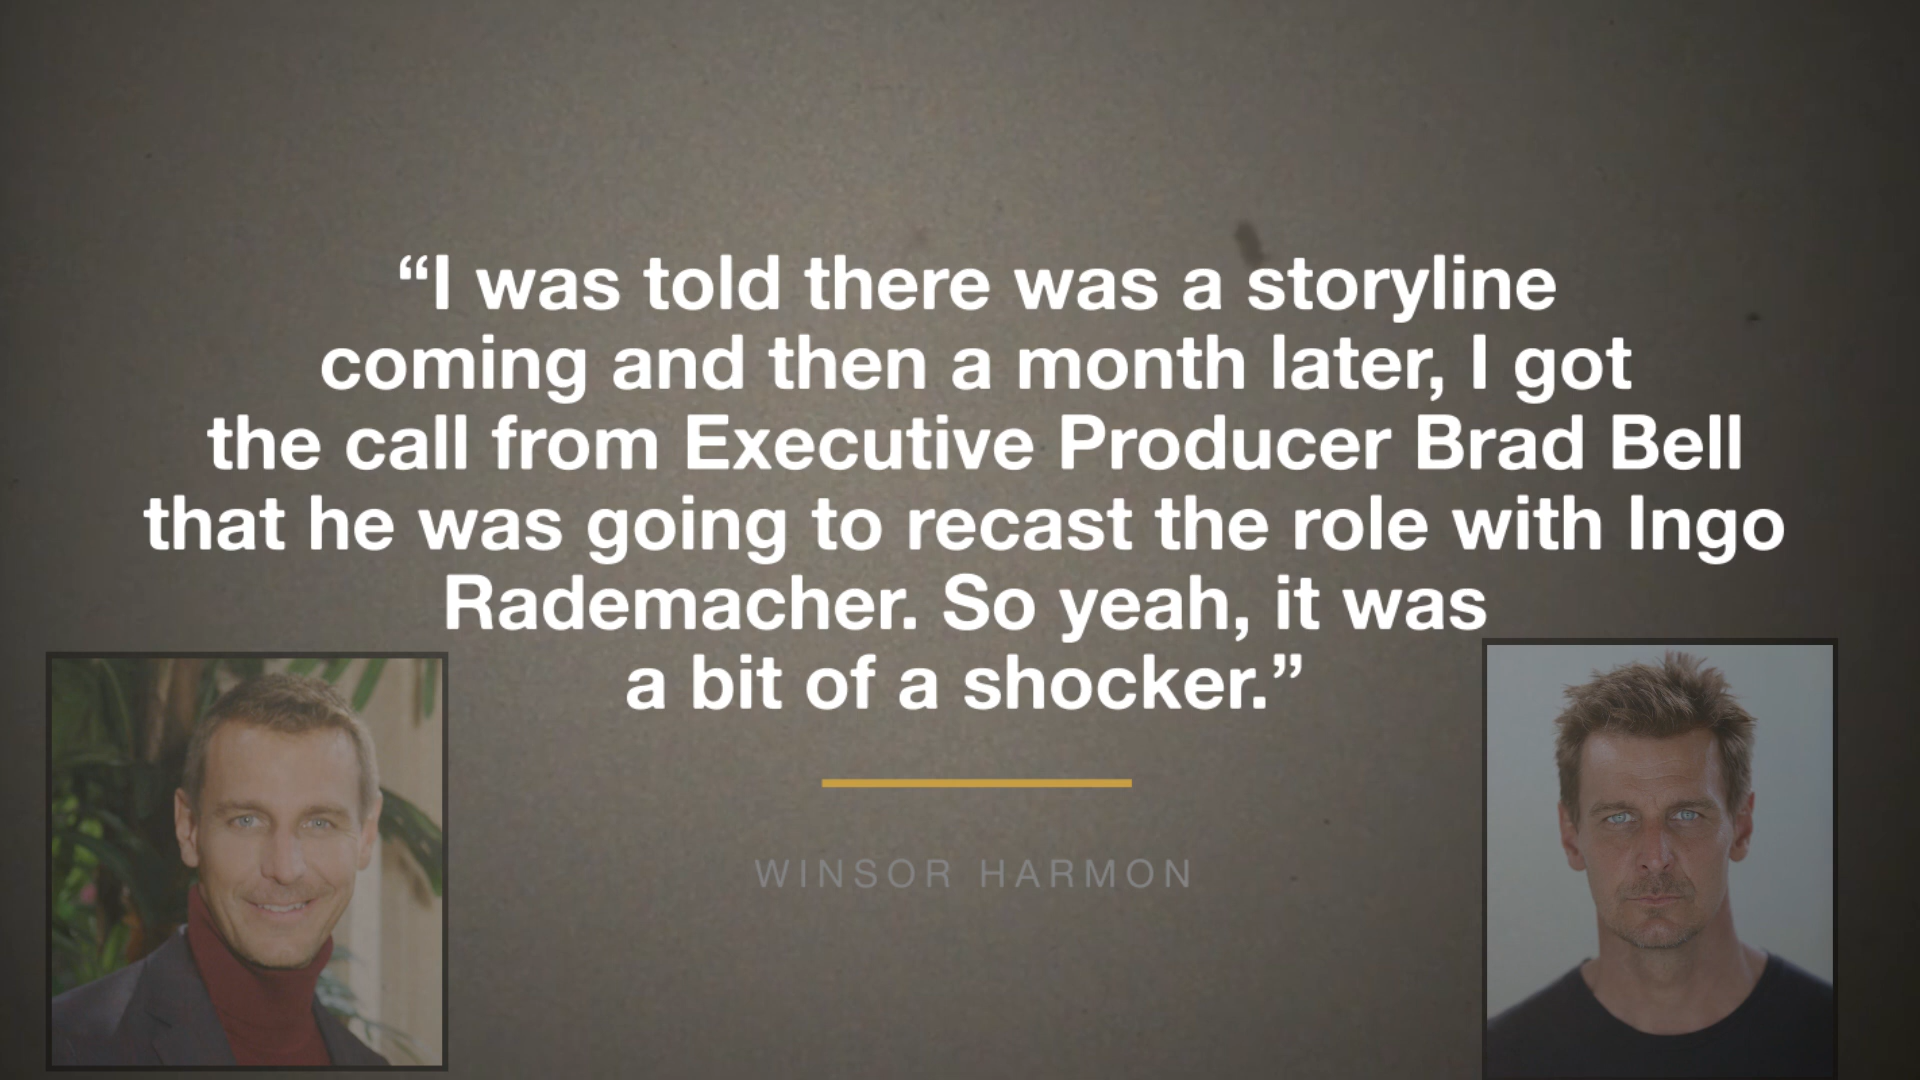 “I was told there was a storyline
coming and then a month later, I got
the call from Executive Producer Brad Bell
that he was going to recast the role with Ingo
Rademacher. So yeah, it was
a bit of a shocker.”
WINSOR HARMON